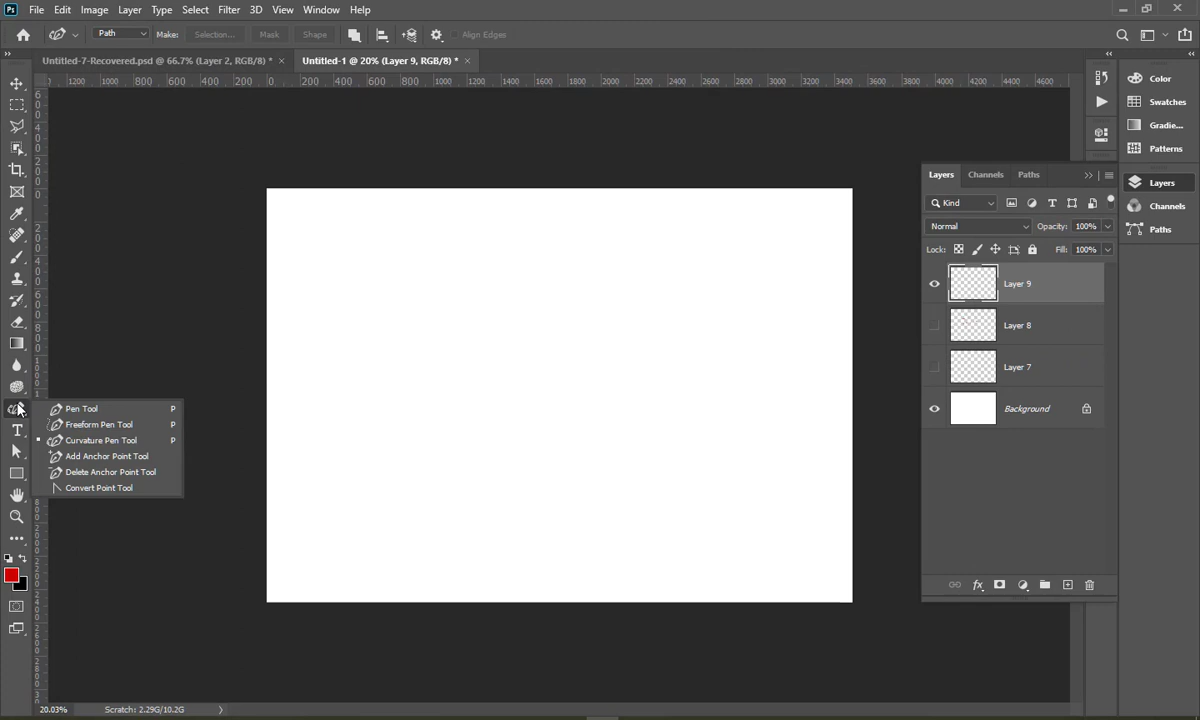 Ps File Edit Image Layer Type Select Filter 3D View Window Help
Path Make: Selection... Mask Shape Align Edges
Untitled-7-Recovered.psd @ 66.7% (Layer 2, RGB/8) * × Untitled-1 @ 20% (Layer 9, RGB/8) * ×
1200 1000 800 600 400 200 0 200 400 600 800 1000 1200 1400 1600 1800 2000 2200 2400 2600 2800 3000 3200 3400 3600 3800 4000 4200 4400 4600
Color
Swatches
Gradie...
Patterns
Layers
Channels
Paths
Layers Channels Paths
Kind
Normal Opacity: 100%
Lock: Fill: 100%
Layer 9
Layer 8
Layer 7
Background
Pen Tool P
Freeform Pen Tool P
Curvature Pen Tool P
Add Anchor Point Tool
Delete Anchor Point Tool
Convert Point Tool
T
fx
20.03% Scratch: 2.29G/10.2G